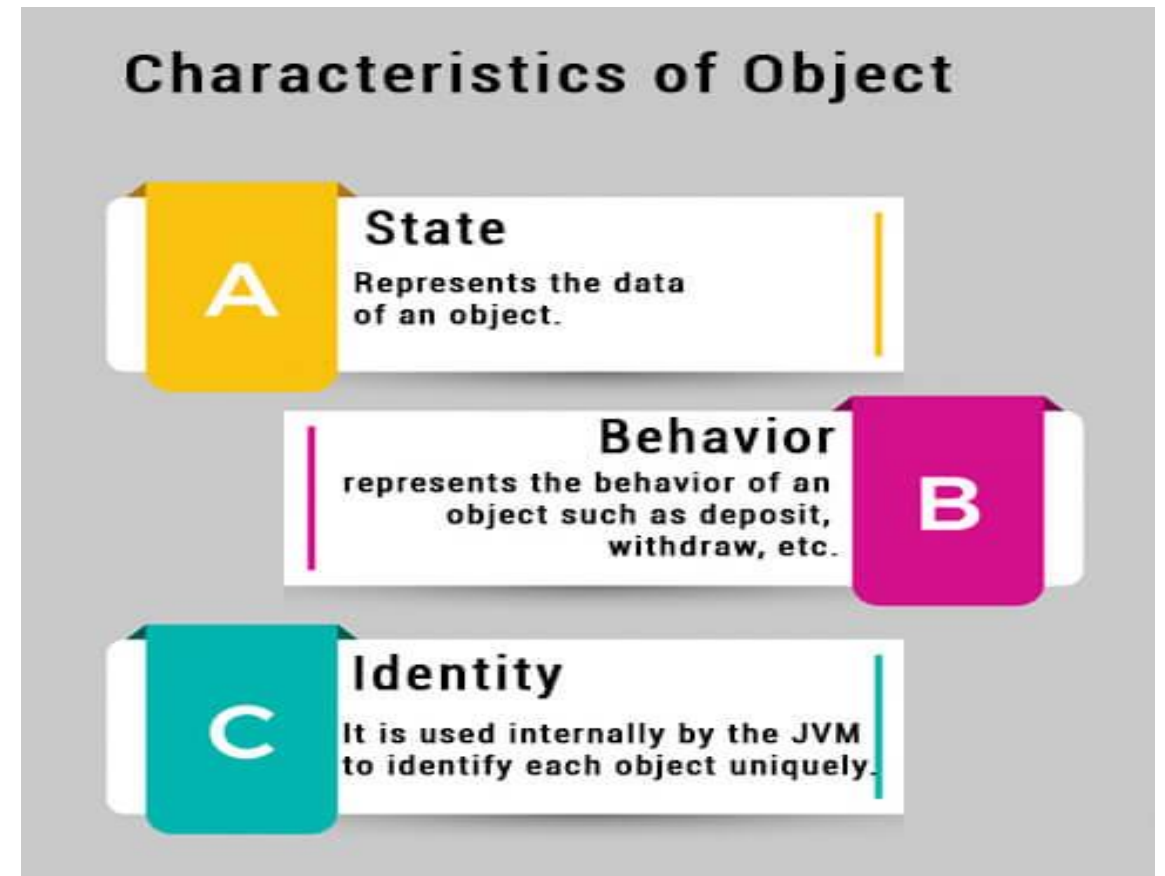 Characteristics of Object
A
State
Represents the data
of an object.
Behavior
represents the behavior of an
object such as deposit,
withdraw, etc.
B
C
Identity
It is used internally by the JVM
to identify each object uniquely.